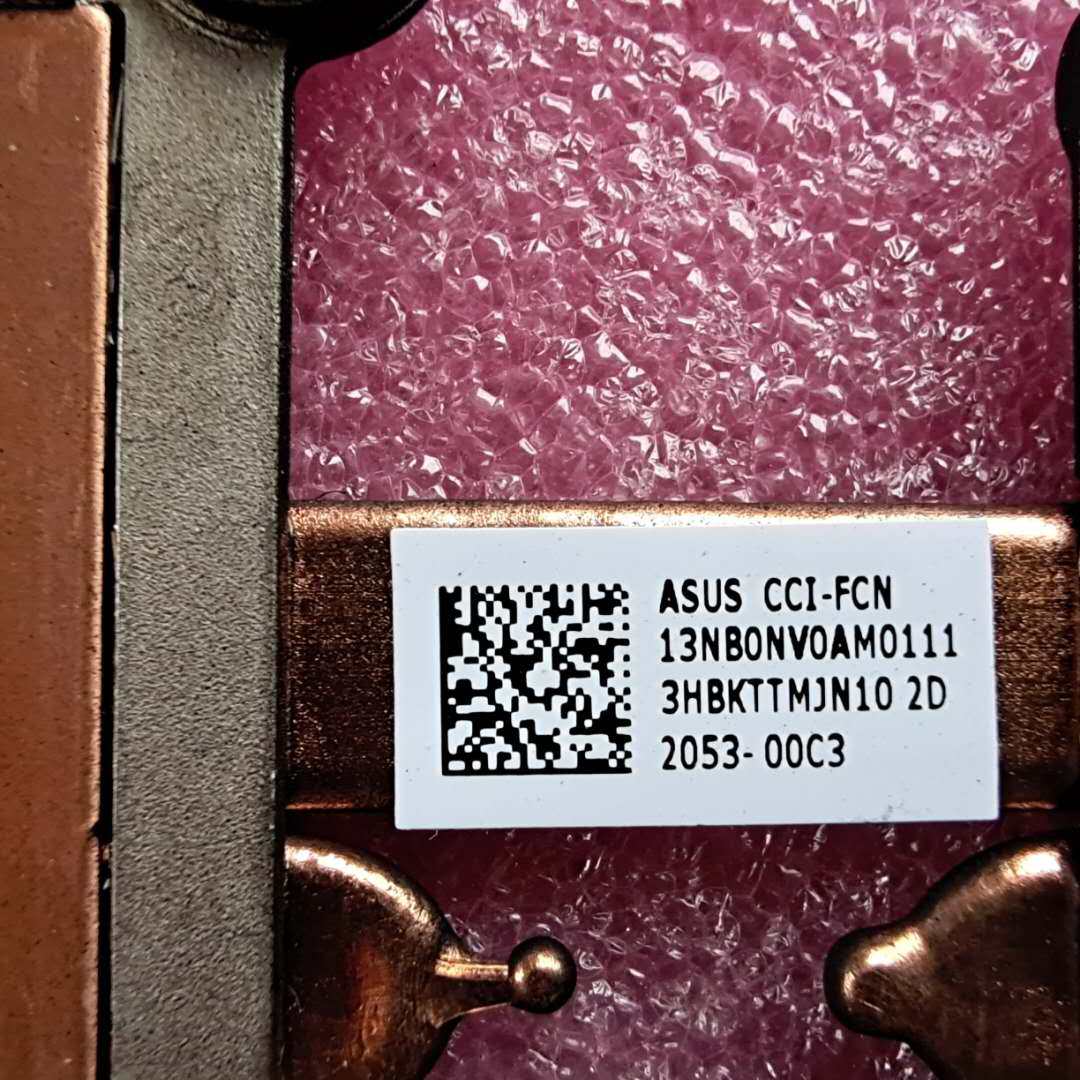 ASUS CCI-FCN
13NB0NV0AM0111
3HBKTTMJN10 2D
2053-00C3